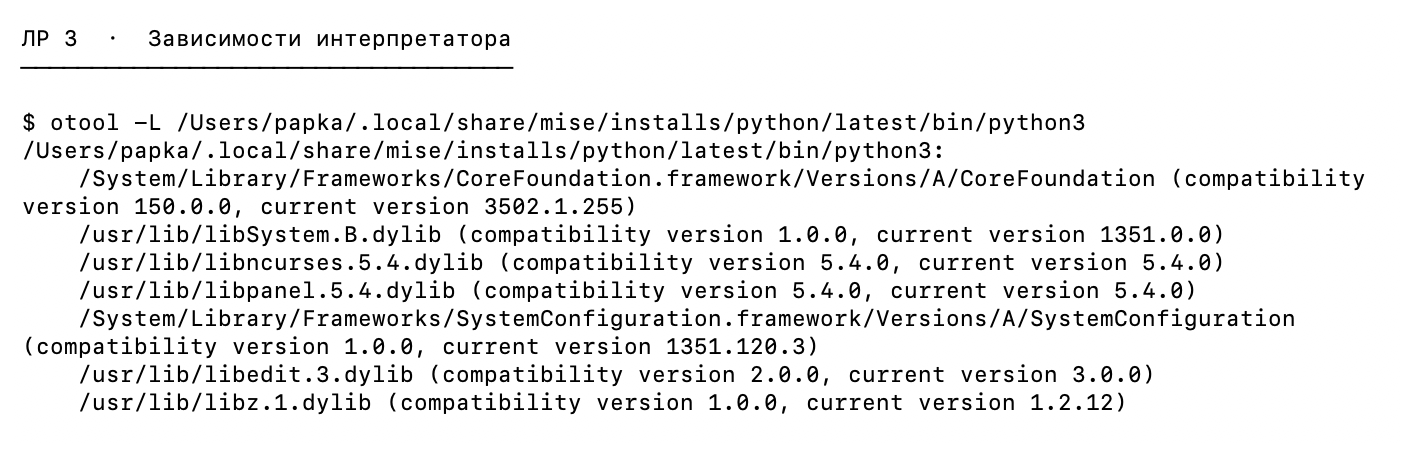 ЛР 3  ·  Зависимости интерпретатора
$ otool -L /Users/papka/.local/share/mise/installs/python/latest/bin/python3
/Users/papka/.local/share/mise/installs/python/latest/bin/python3:
    /System/Library/Frameworks/CoreFoundation.framework/Versions/A/CoreFoundation (compatibility
version 150.0.0, current version 3502.1.255)
    /usr/lib/libSystem.B.dylib (compatibility version 1.0.0, current version 1351.0.0)
    /usr/lib/libncurses.5.4.dylib (compatibility version 5.4.0, current version 5.4.0)
    /usr/lib/libpanel.5.4.dylib (compatibility version 5.4.0, current version 5.4.0)
    /System/Library/Frameworks/SystemConfiguration.framework/Versions/A/SystemConfiguration
(compatibility version 1.0.0, current version 1351.120.3)
    /usr/lib/libedit.3.dylib (compatibility version 2.0.0, current version 3.0.0)
    /usr/lib/libz.1.dylib (compatibility version 1.0.0, current version 1.2.12)